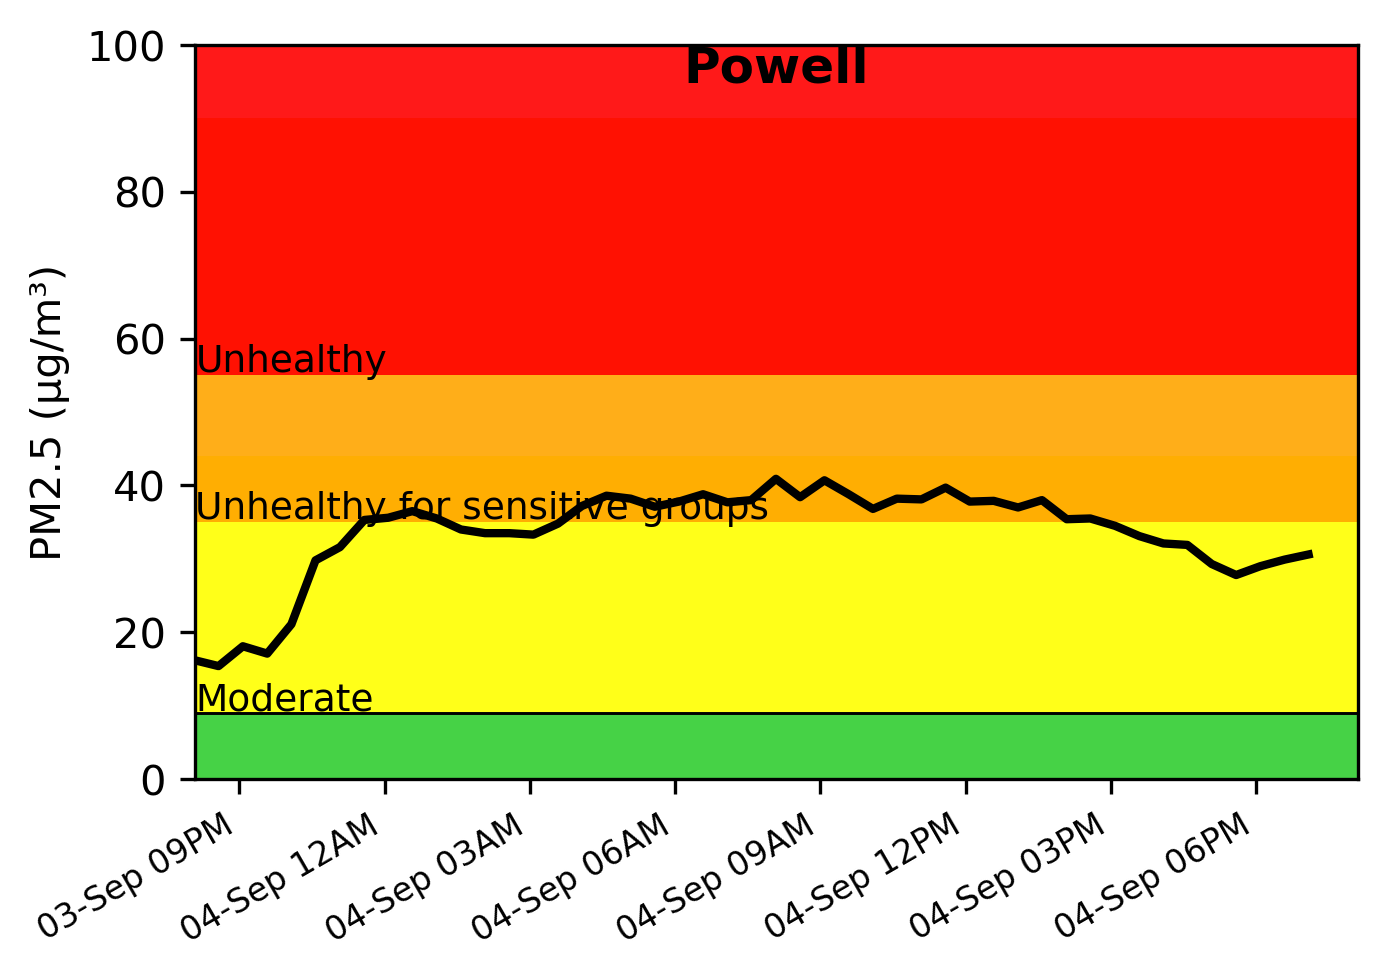 Powell
100
80
60
40
20
0
PM2.5 (µg/m³)
Unhealthy
Unhealthy for sensitive groups
Moderate
03-Sep 09PM
04-Sep 12AM
04-Sep 03AM
04-Sep 06AM
04-Sep 09AM
04-Sep 12PM
04-Sep 03PM
04-Sep 06PM